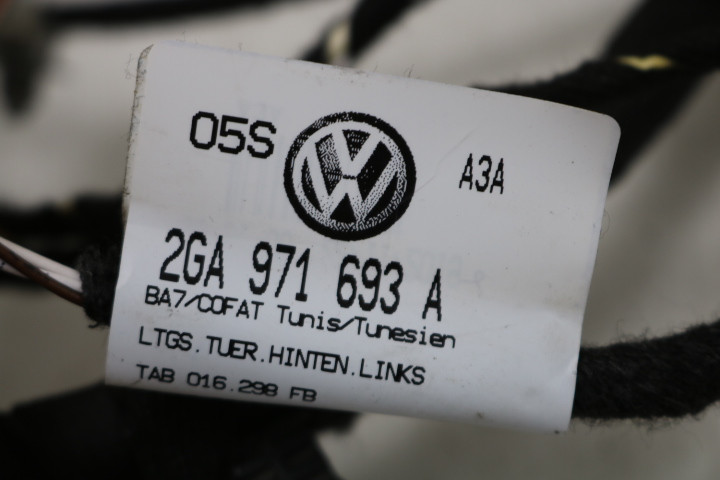 05S
A3A
2GA 971 693 A
BA7/COFAT Tunis/Tunesien
LTGS.TUER.HINTEN.LINKS
TAB 016.298 FB